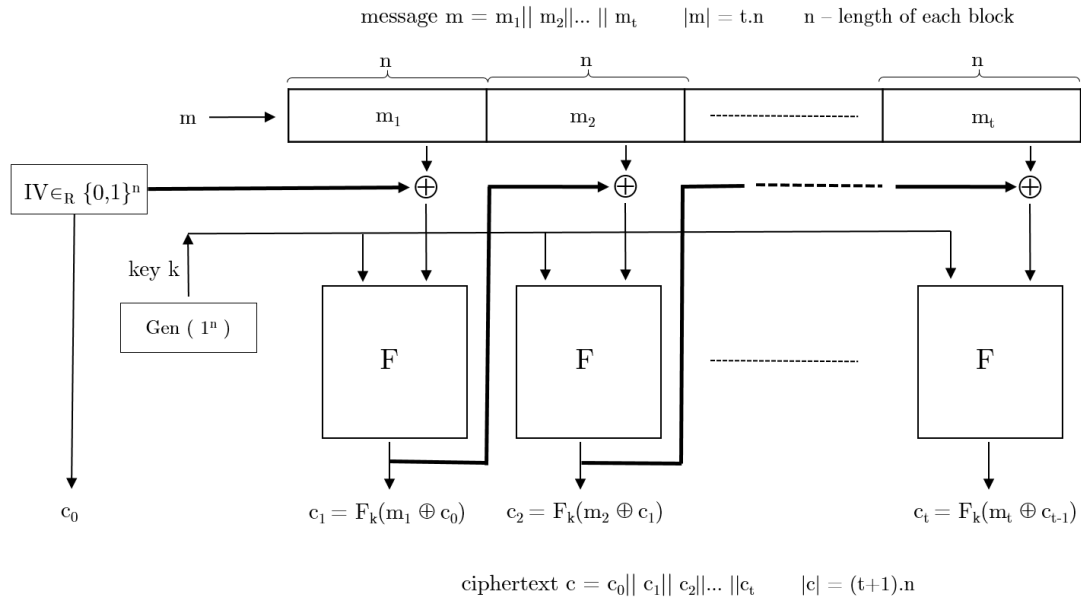 message m = m₁|| m₂||... || mₜ |m| = t.n n – length of each block
n n n
m m₁ m₂ mₜ
IV∈ᵣ {0,1}ⁿ
key k
Gen ( 1ⁿ )
F F F
c₀ c₁ = Fₖ(m₁ ⊕ c₀) c₂ = Fₖ(m₂ ⊕ c₁) cₜ = Fₖ(mₜ ⊕ cₜ₋₁)
ciphertext c = c₀|| c₁|| c₂||... ||cₜ |c| = (t+1).n